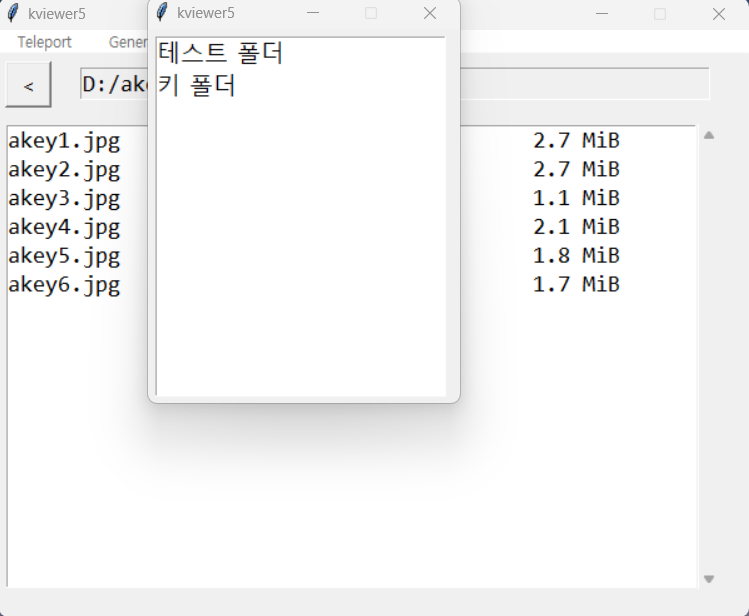 kviewer5
kviewer5
Teleport
<
테스트 폴더
키 폴더
akey1.jpg 2.7 MiB
akey2.jpg 2.7 MiB
akey3.jpg 1.1 MiB
akey4.jpg 2.1 MiB
akey5.jpg 1.8 MiB
akey6.jpg 1.7 MiB